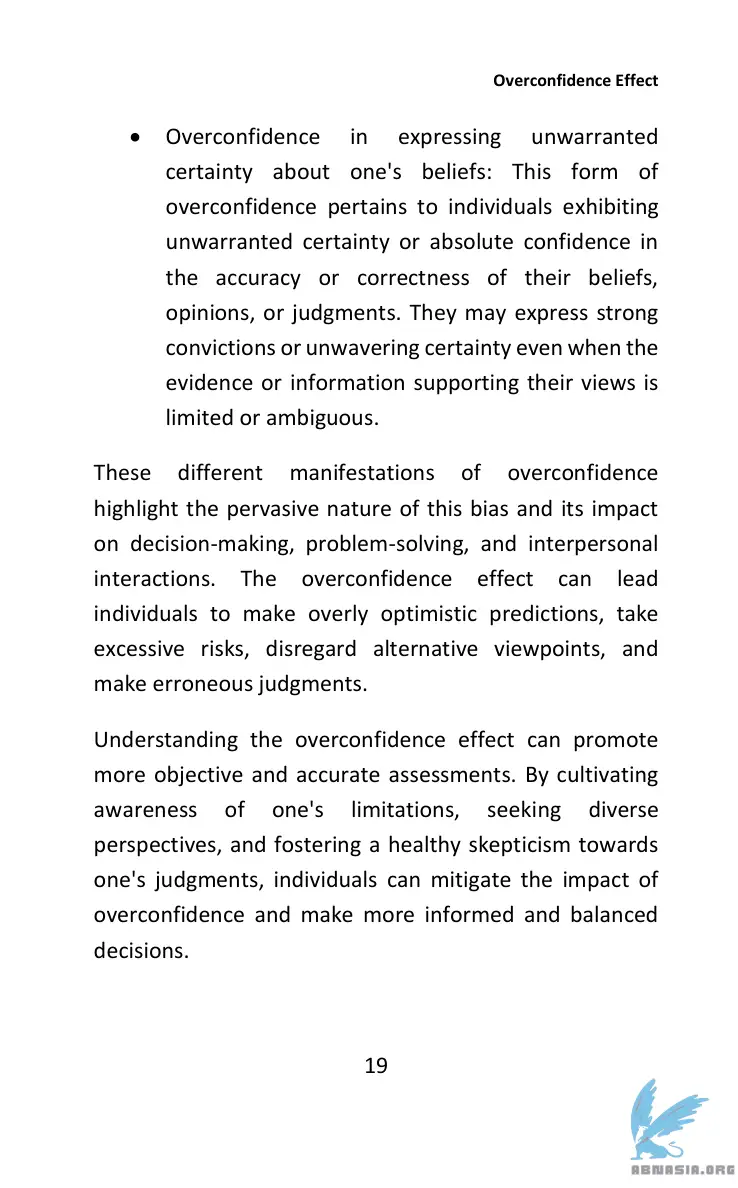 Overconfidence Effect
• Overconfidence in expressing unwarranted
certainty about one's beliefs: This form of
overconfidence pertains to individuals exhibiting
unwarranted certainty or absolute confidence in
the accuracy or correctness of their beliefs,
opinions, or judgments. They may express strong
convictions or unwavering certainty even when the
evidence or information supporting their views is
limited or ambiguous.
These different manifestations of overconfidence
highlight the pervasive nature of this bias and its impact
on decision-making, problem-solving, and interpersonal
interactions. The overconfidence effect can lead
individuals to make overly optimistic predictions, take
excessive risks, disregard alternative viewpoints, and
make erroneous judgments.
Understanding the overconfidence effect can promote
more objective and accurate assessments. By cultivating
awareness of one's limitations, seeking diverse
perspectives, and fostering a healthy skepticism towards
one's judgments, individuals can mitigate the impact of
overconfidence and make more informed and balanced
decisions.
19
ABNASIA.ORG